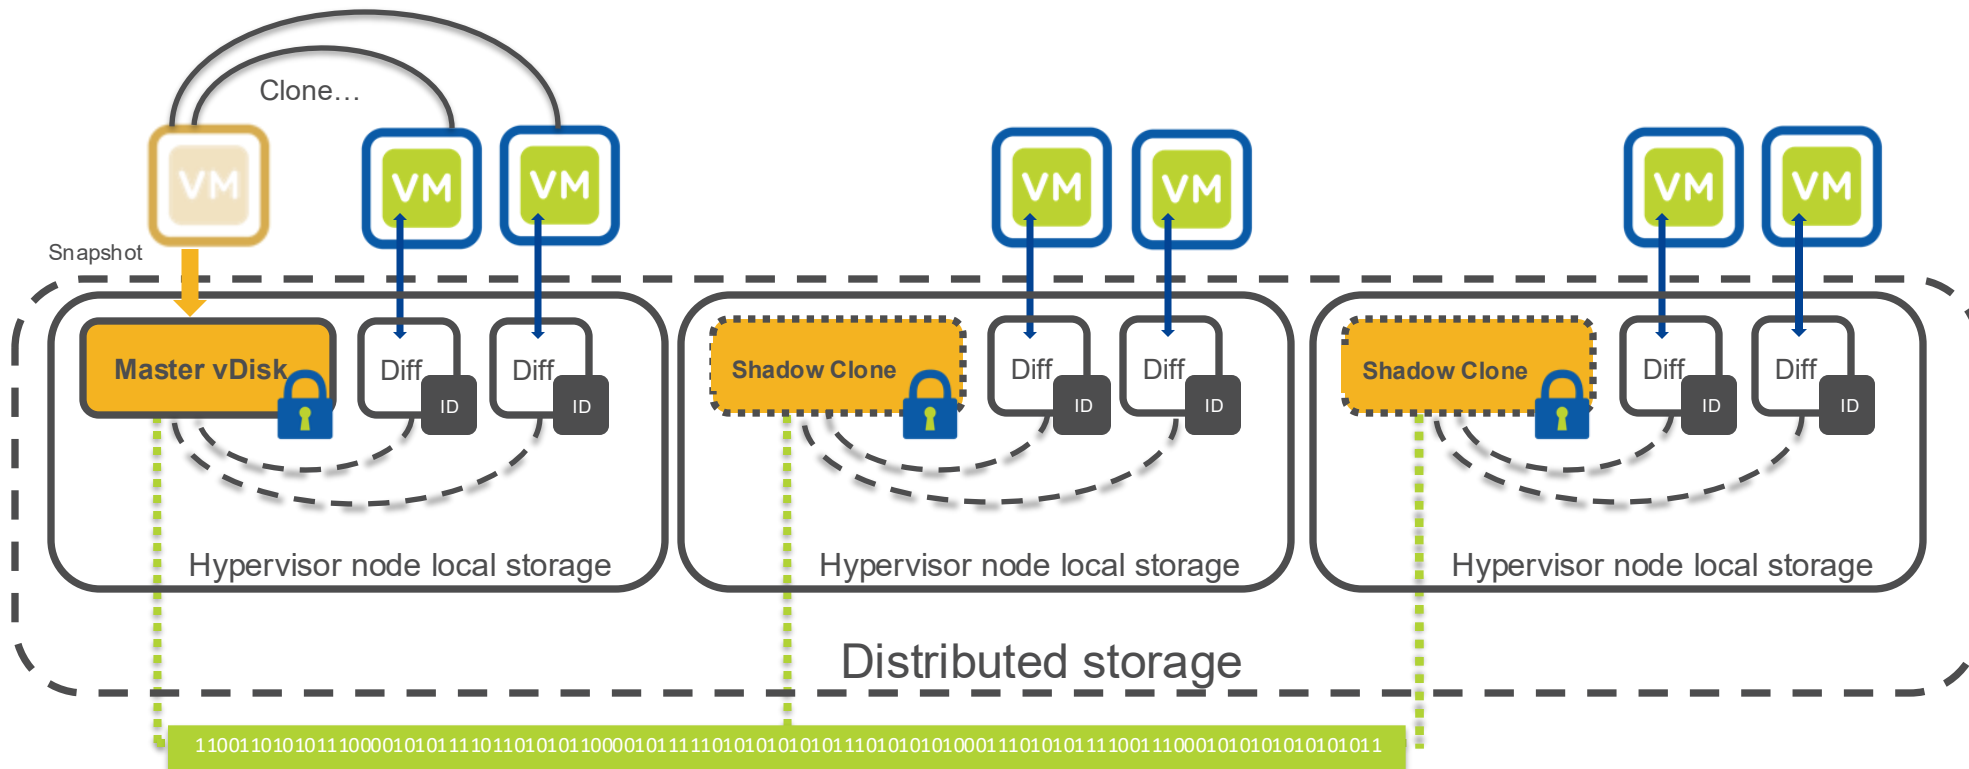 Clone…
VM
VM
VM
VM
VM
VM
VM
Snapshot
Master vDisk
Diff
ID
Diff
ID
Shadow Clone
Diff
ID
Diff
ID
Shadow Clone
Diff
ID
Diff
ID
Hypervisor node local storage
Hypervisor node local storage
Hypervisor node local storage
Distributed storage